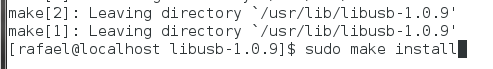 make[2]: Leaving directory `/usr/lib/libusb-1.0.9'
make[1]: Leaving directory `/usr/lib/libusb-1.0.9'
[rafael@localhost libusb-1.0.9]$ sudo make install